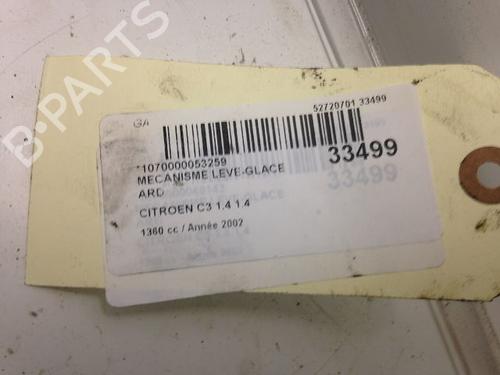 GA
52720701 33499
*1070000053259
33499
MECANISME LEVE-GLACE
ARD
CITROEN C3 1.4 1.4
1360 cc / Année 2002
33499
B-PARTS